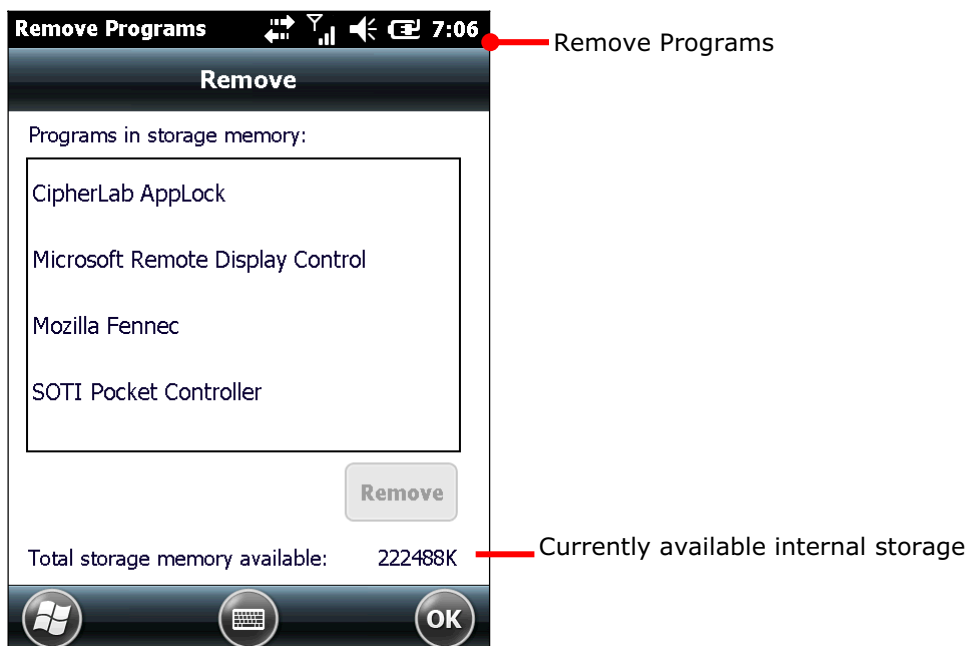 Remove Programs 7:06
Remove Programs
Remove
Programs in storage memory:
CipherLab AppLock
Microsoft Remote Display Control
Mozilla Fennec
SOTI Pocket Controller
Remove
Total storage memory available: 222488K
Currently available internal storage
OK